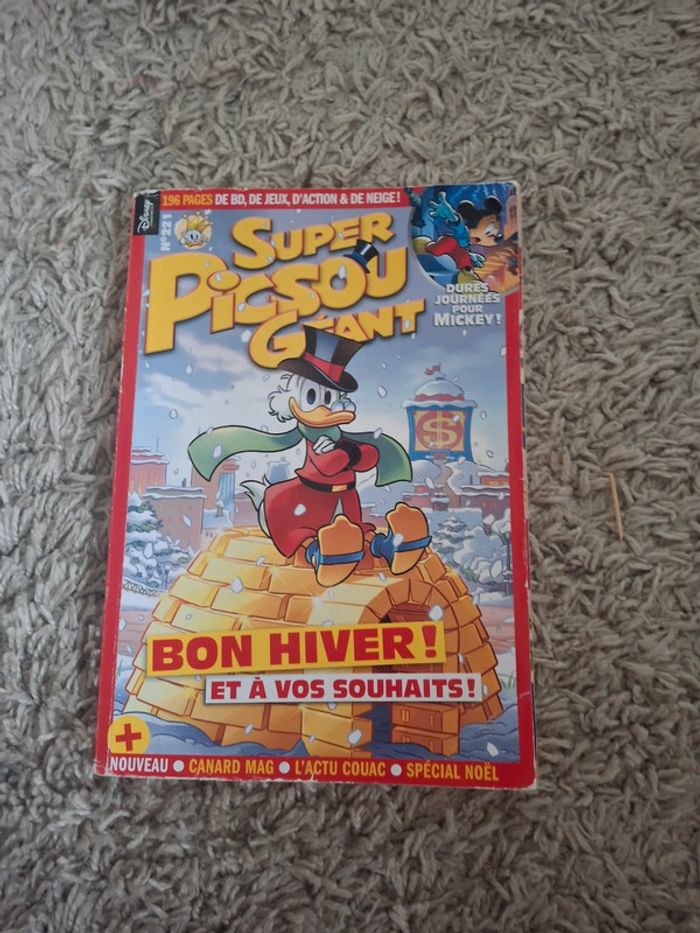 Disney
N°221
196 PAGES DE BD, DE JEUX, D'ACTION & DE NEIGE !
SUPER
PICSOU
GÉANT
DURES
JOURNÉES
POUR
MICKEY !
$
BON HIVER !
ET À VOS SOUHAITS !
+
NOUVEAU • CANARD MAG • L'ACTU COUAC • SPÉCIAL NOËL